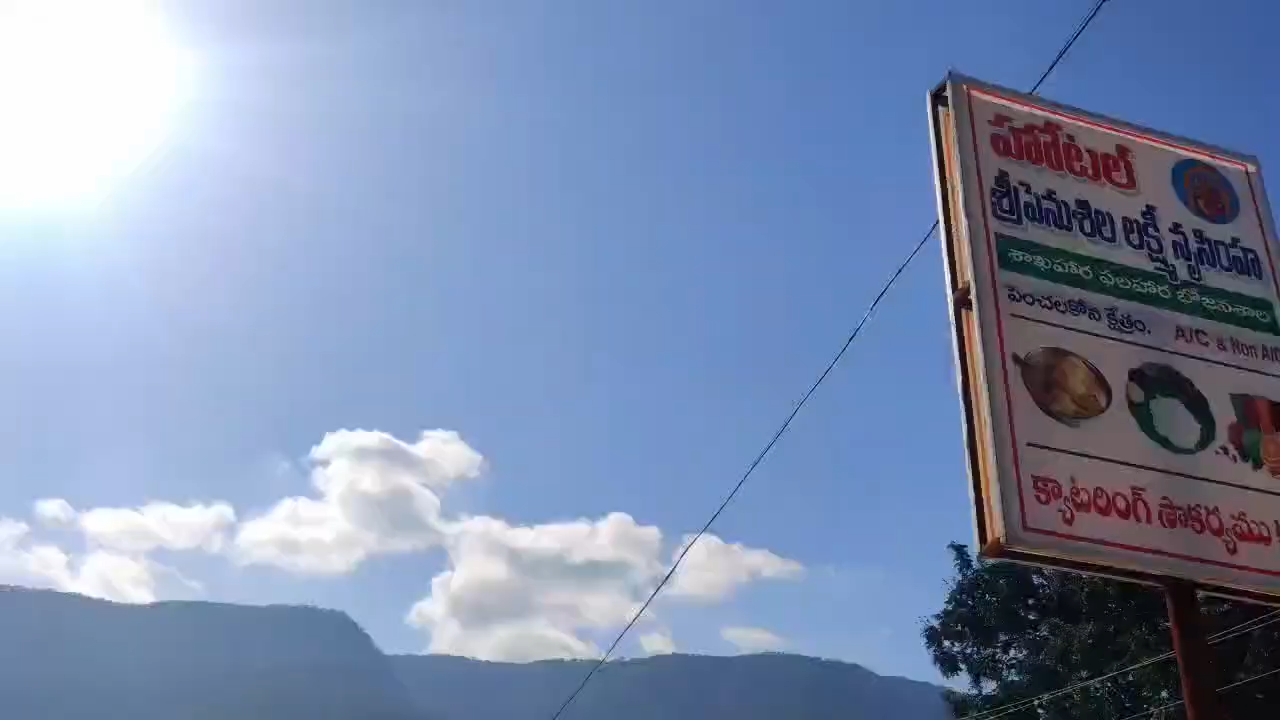 హోటల్
శ్రీపెనుశిల లక్ష్మీ నృసింహ
శాఖాహార ఫలహార భోజనశాల
పెంచలకోన క్షేత్రం. A/C & Non A/C
క్యాటరింగ్ సౌకర్యము